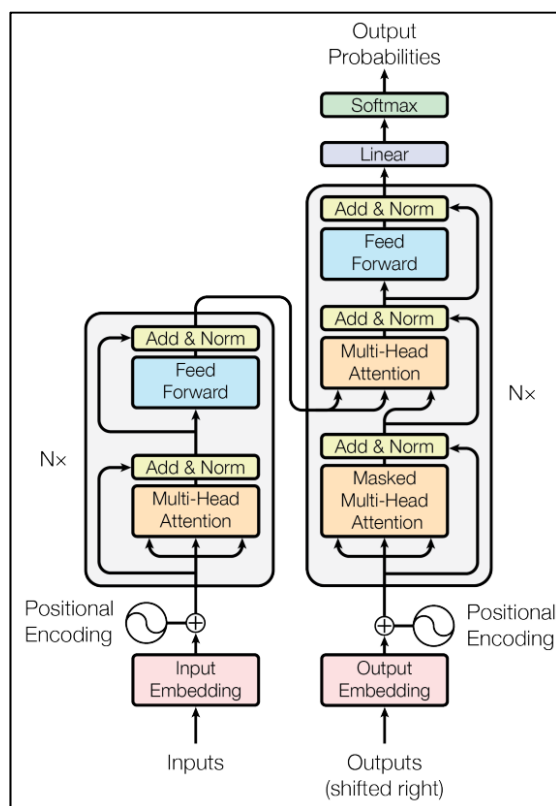 Output
Probabilities
Softmax
Linear
Add & Norm
Feed
Forward
Add & Norm
Multi-Head
Attention
Add & Norm
Masked
Multi-Head
Attention
N×
Add & Norm
Feed
Forward
Add & Norm
Multi-Head
Attention
N×
Positional
Encoding
Positional
Encoding
Input
Embedding
Output
Embedding
Inputs
Outputs
(shifted right)